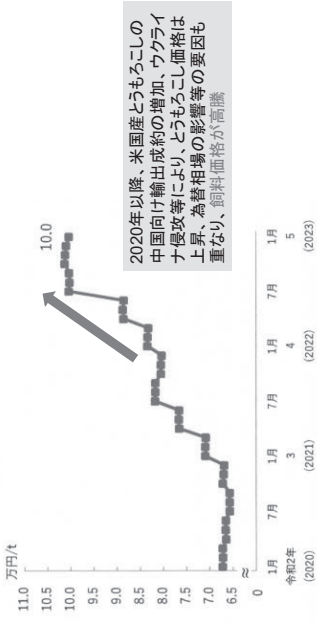 万円/t
11.0
10.5
10.0
9.5
9.0
8.5
8.0
7.5
7.0
6.5
0
≈
10.0
2020年以降、米国産とうもろこしの
中国向け輸出成約の増加、ウクライ
ナ侵攻等により、とうもろこし価格は
上昇、為替相場の影響等の要因も
重なり、飼料価格が高騰
1月 7月 1月 7月 1月 7月 1月
令和2年 3 4 5
(2020) (2021) (2022) (2023)